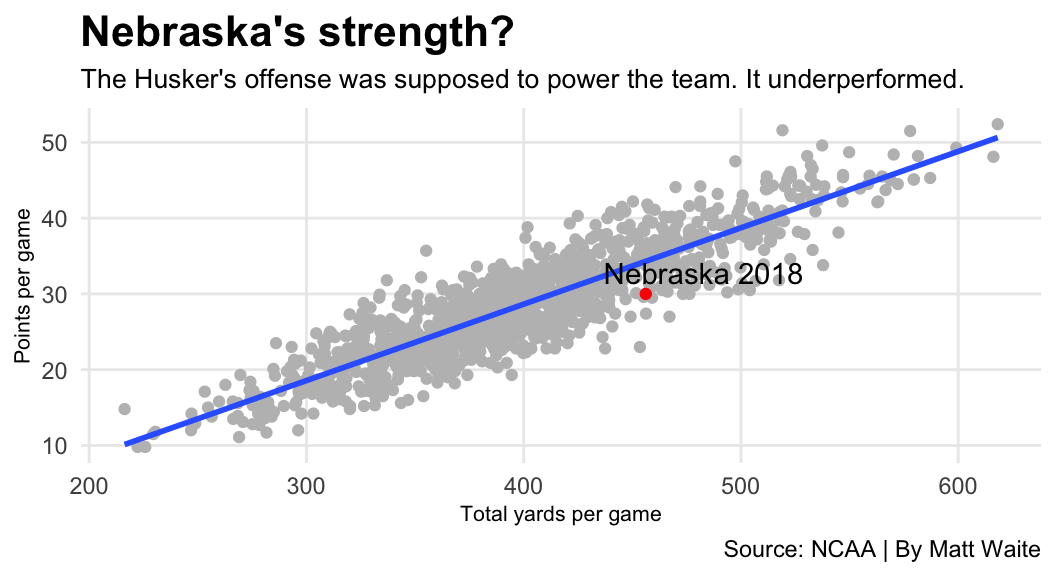 Nebraska's strength?
The Husker's offense was supposed to power the team. It underperformed.
Points per game
50
40
30
20
10
Nebraska 2018
200 300 400 500 600
Total yards per game
Source: NCAA | By Matt Waite